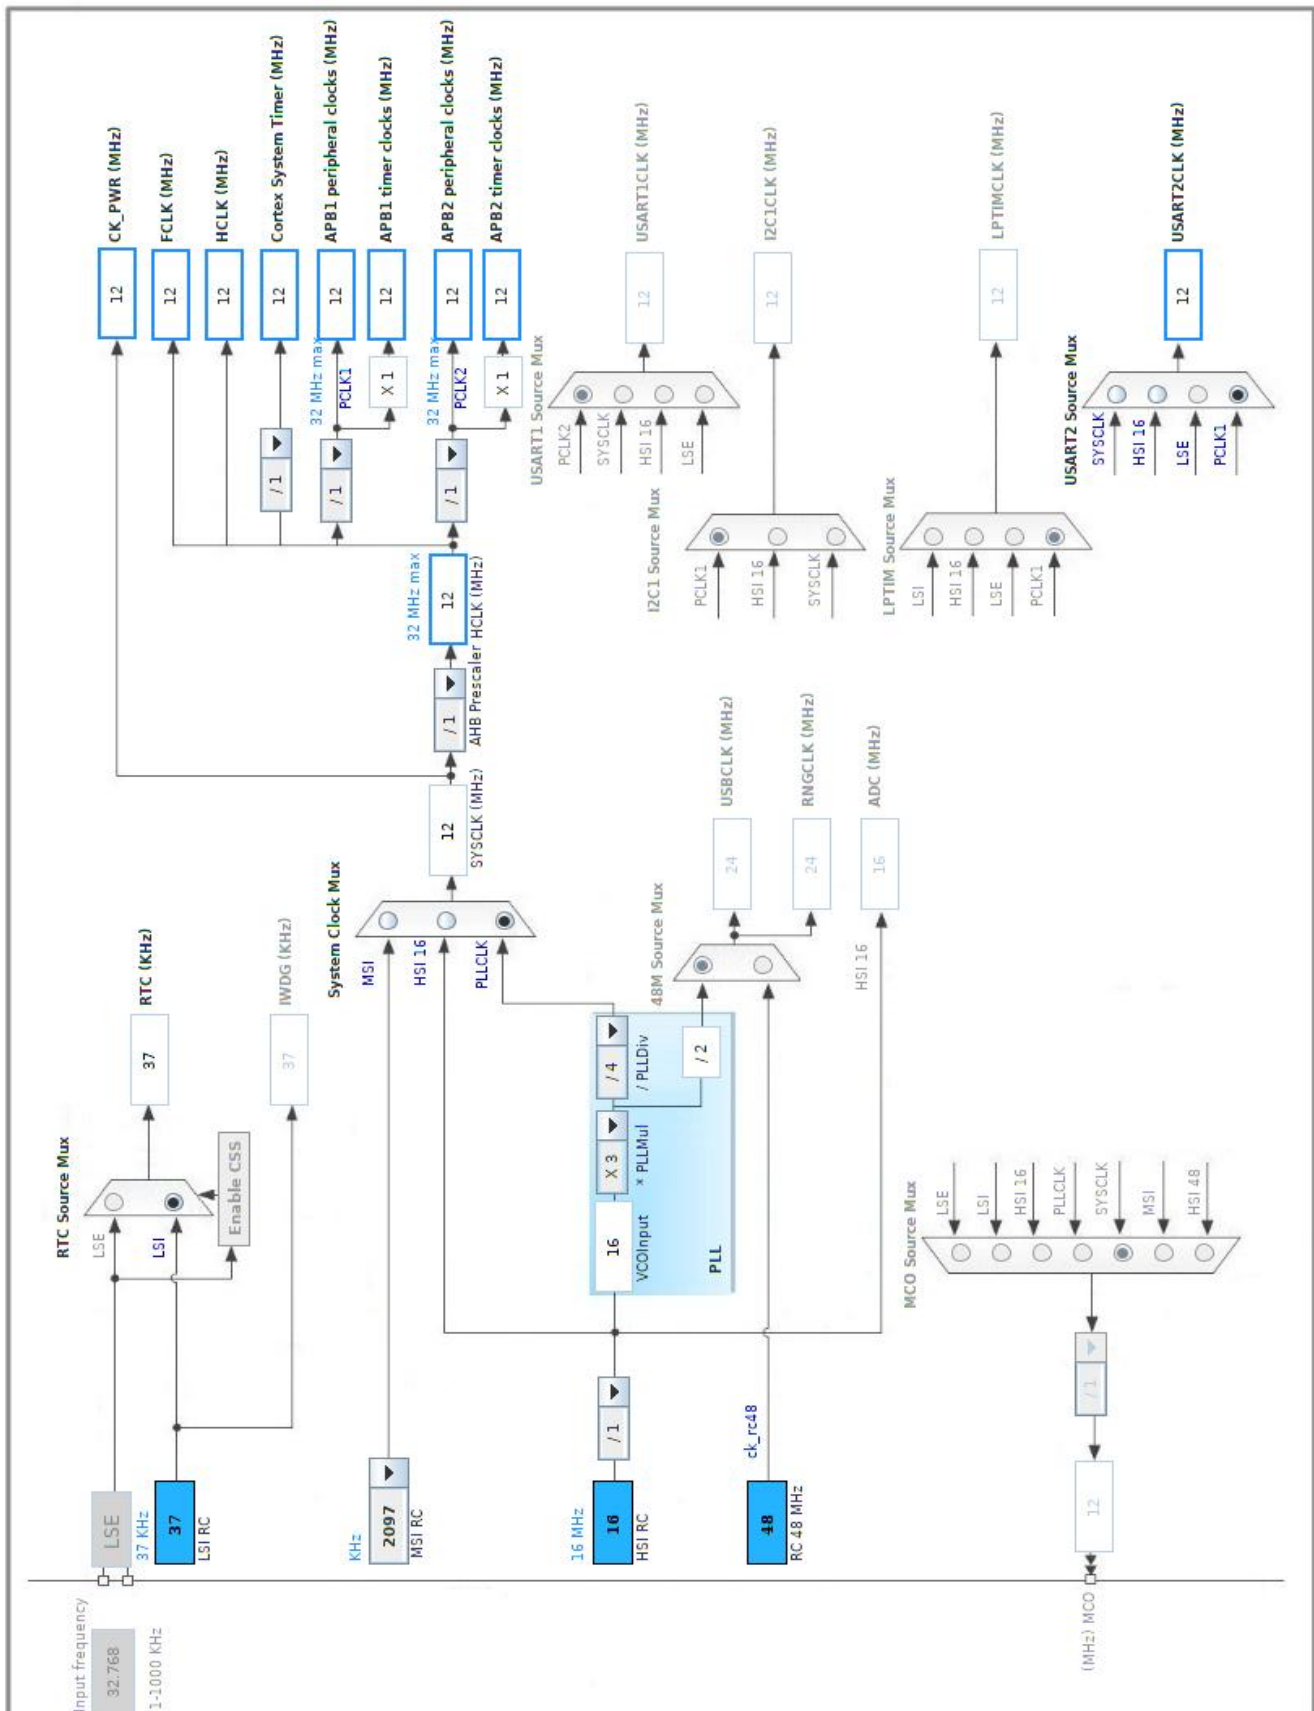 Input frequency
32.768
1-1000 KHz
LSE
37 KHz
37
LSI RC
RTC Source Mux
LSE
LSI
Enable CSS
37
RTC (KHz)
37
IWDG (KHz)
KHz
2097
MSI RC
16 MHz
16
HSI RC
/ 1
48
RC 48 MHz
ck_rc48
16
VCOInput
X 3
* PLLMul
/ 4
/ PLLDiv
/ 2
PLL
System Clock Mux
MSI
HSI 16
PLLCLK
12
SYSCLK (MHz)
/ 1
AHB Prescaler
32 MHz max
12
HCLK (MHz)
12
CK_PWR (MHz)
12
FCLK (MHz)
12
HCLK (MHz)
/ 1
12
Cortex System Timer (MHz)
/ 1
32 MHz max
PCLK1
12
APB1 peripheral clocks (MHz)
X 1
12
APB1 timer clocks (MHz)
/ 1
32 MHz max
PCLK2
12
APB2 peripheral clocks (MHz)
X 1
12
APB2 timer clocks (MHz)
48M Source Mux
24
USBCLK (MHz)
24
RNGCLK (MHz)
HSI 16
16
ADC (MHz)
USART1 Source Mux
PCLK2
SYSCLK
HSI 16
LSE
12
USART1CLK (MHz)
I2C1 Source Mux
PCLK1
HSI 16
SYSCLK
12
I2C1CLK (MHz)
LPTIM Source Mux
LSI
HSI 16
LSE
PCLK1
12
LPTIMCLK (MHz)
USART2 Source Mux
SYSCLK
HSI 16
LSE
PCLK1
12
USART2CLK (MHz)
MCO Source Mux
LSE
LSI
HSI 16
PLLCLK
SYSCLK
MSI
HSI 48
/ 1
12
(MHz) MCO